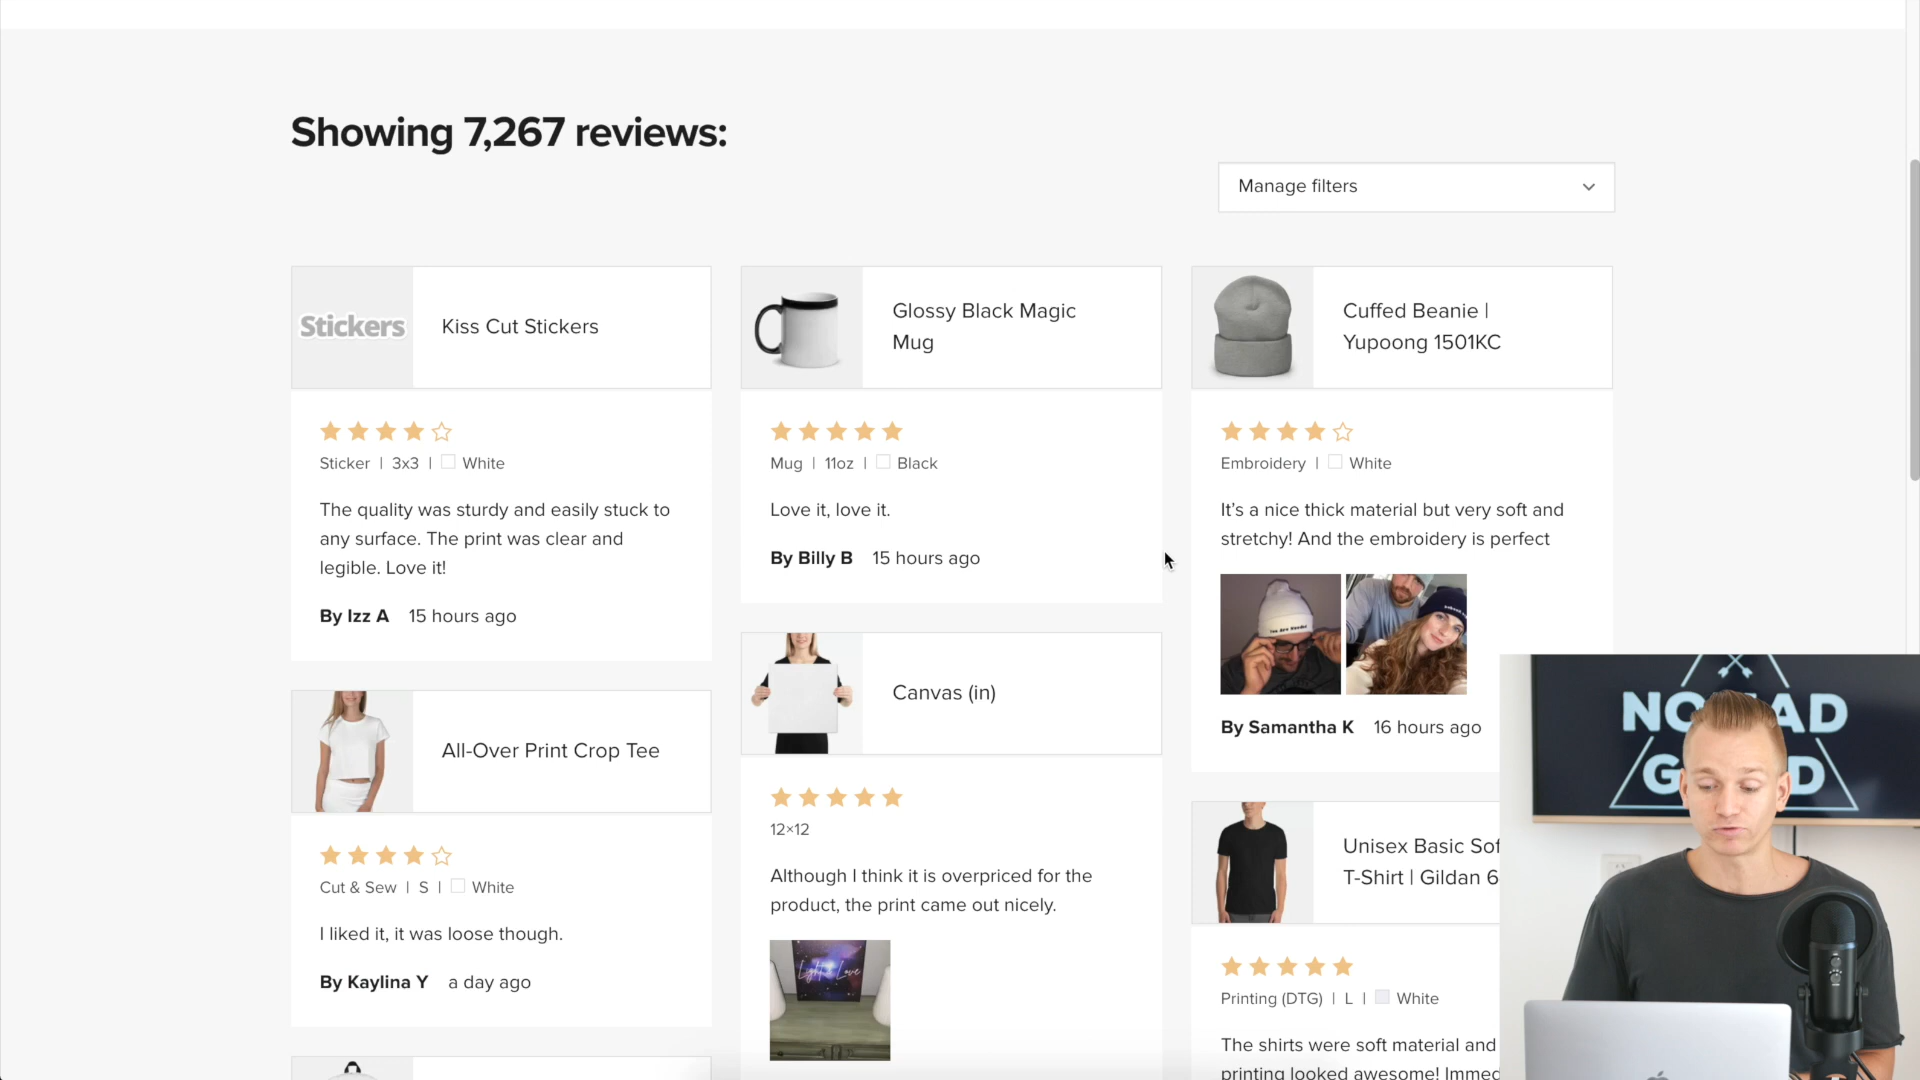 Showing 7,267 reviews:
Manage filters
Stickers
Kiss Cut Stickers
Sticker | 3x3 | White
The quality was sturdy and easily stuck to
any surface. The print was clear and
legible. Love it!
By Izz A 15 hours ago
All-Over Print Crop Tee
Cut & Sew | S | White
I liked it, it was loose though.
By Kaylina Y a day ago
Glossy Black Magic
Mug
Mug | 11oz | Black
Love it, love it.
By Billy B 15 hours ago
Canvas (in)
12×12
Although I think it is overpriced for the
product, the print came out nicely.
Light Love
Cuffed Beanie |
Yupoong 1501KC
Embroidery | White
It’s a nice thick material but very soft and
stretchy! And the embroidery is perfect
By Samantha K 16 hours ago
Unisex Basic Sof
T-Shirt | Gildan 6
Printing (DTG) | L | White
The shirts were soft material and
printing looked awesome! Immed